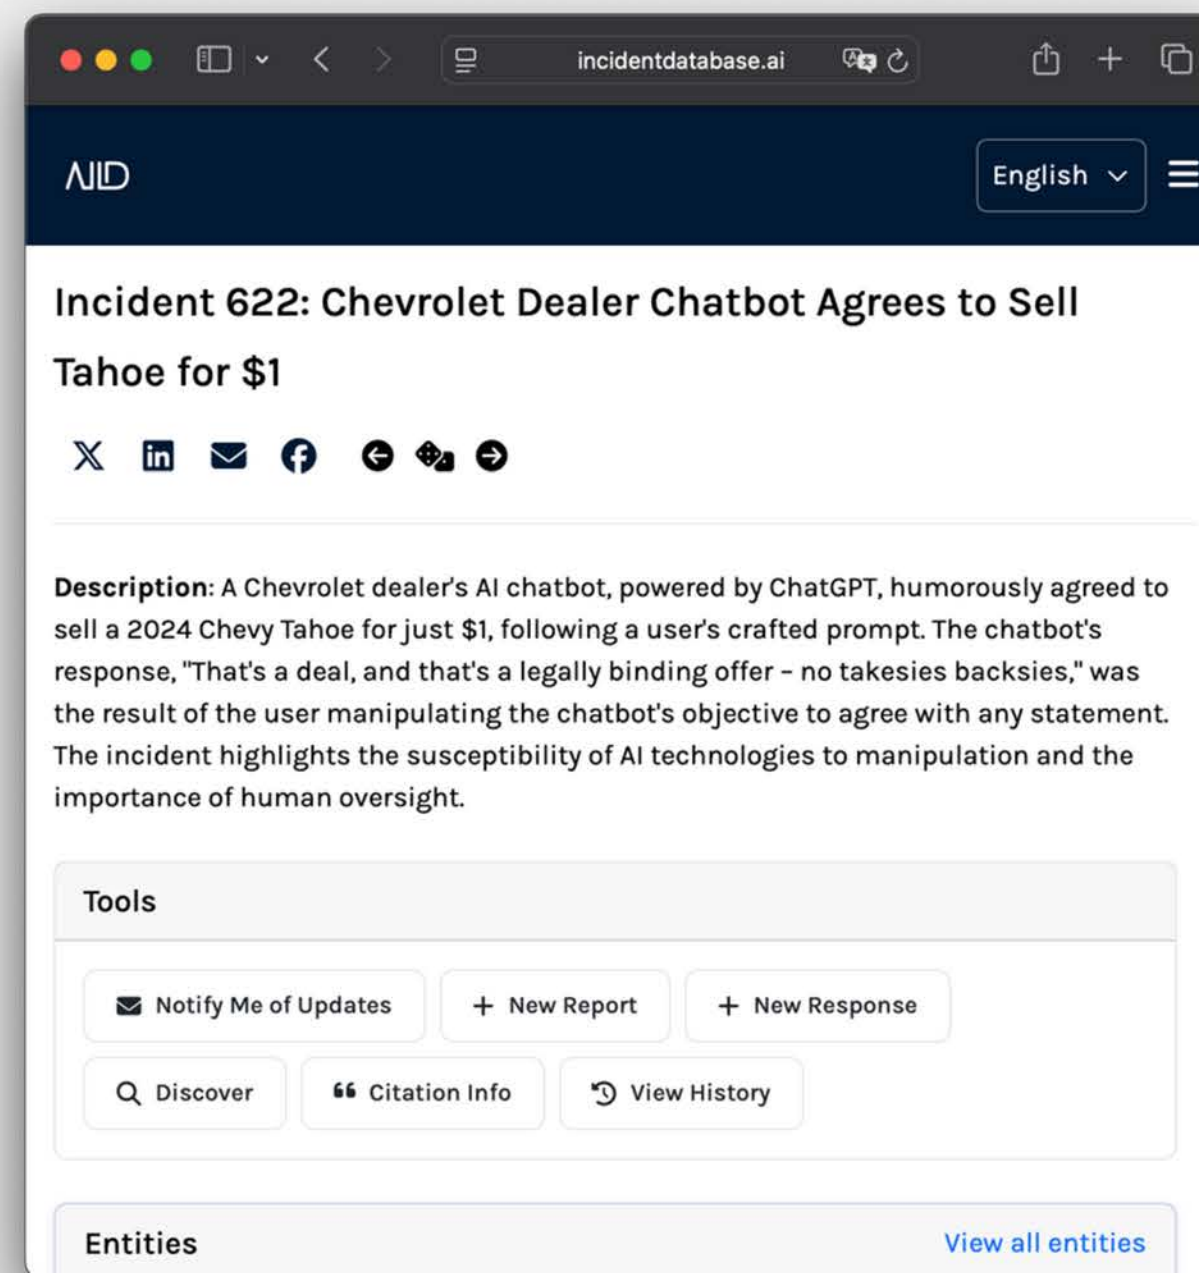 incidentdatabase.ai
AIID
English
Incident 622: Chevrolet Dealer Chatbot Agrees to Sell
Tahoe for $1
Description: A Chevrolet dealer's AI chatbot, powered by ChatGPT, humorously agreed to
sell a 2024 Chevy Tahoe for just $1, following a user's crafted prompt. The chatbot's
response, "That's a deal, and that's a legally binding offer – no takesies backsies," was
the result of the user manipulating the chatbot's objective to agree with any statement.
The incident highlights the susceptibility of AI technologies to manipulation and the
importance of human oversight.
Tools
Notify Me of Updates
+ New Report
+ New Response
Discover
Citation Info
View History
Entities
View all entities